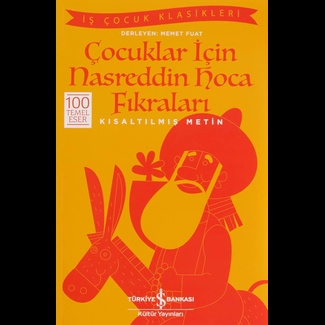 İŞ ÇOCUK KLASİKLERİ
DERLEYEN: MEMET FUAT
Çocuklar İçin
Nasreddin Hoca
Fıkraları
KISALTILMIŞ METİN
100
TEMEL
ESER
TÜRKİYE İŞ BANKASI
Kültür Yayınları